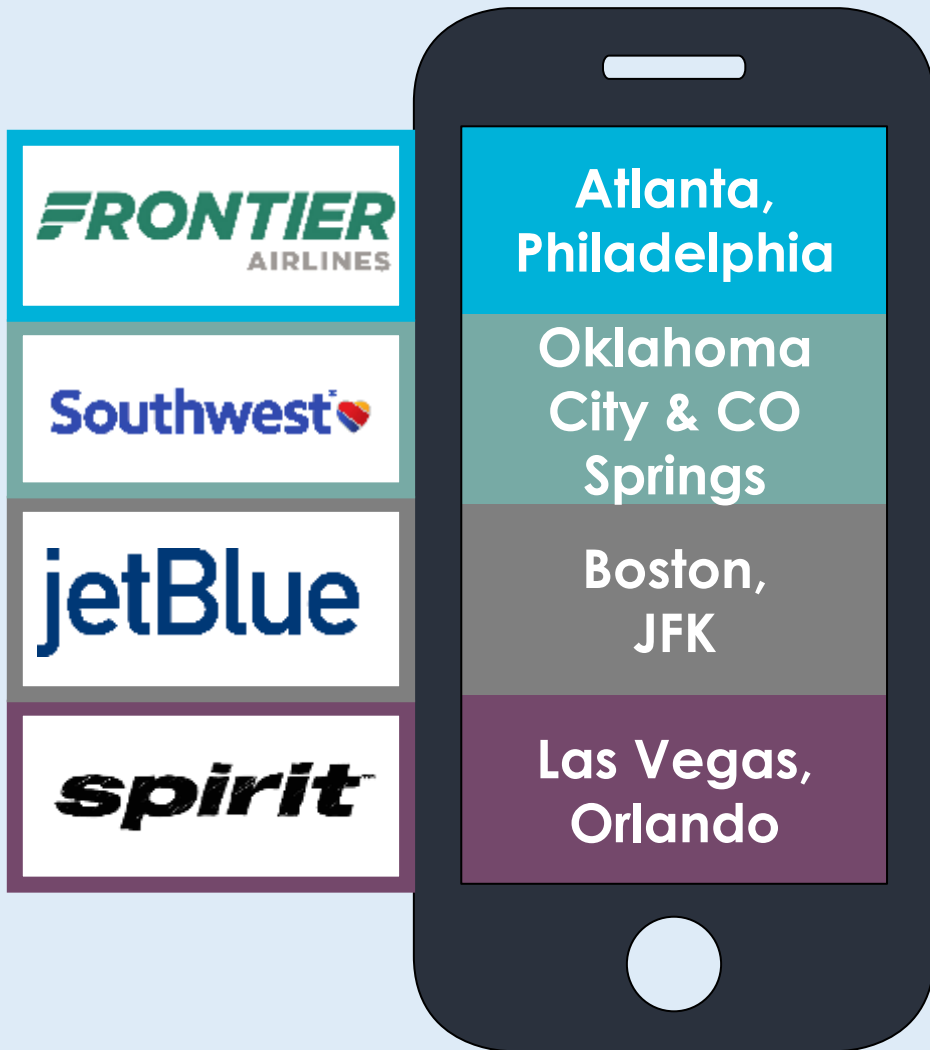 FRONTIER
AIRLINES
Atlanta,
Philadelphia
Southwest
Oklahoma
City & CO
Springs
jetBlue
Boston,
JFK
spirit
Las Vegas,
Orlando